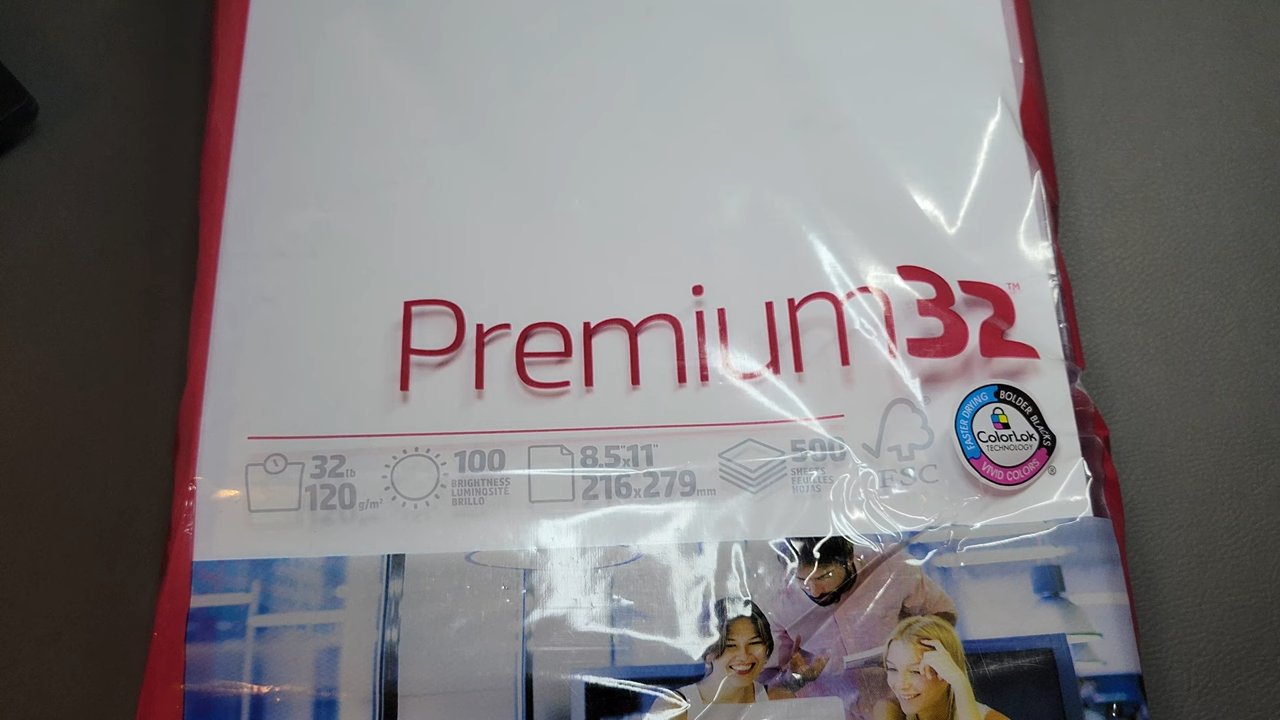 Premium32™
32lb
120g/m²
100
BRIGHTNESS
LUMINOSITE
BRILLO
8.5"x11"
216x279mm
500
SHEETS
FEUILLES
HOJAS
FSC
FASTER DRYING
BOLDER BLACKS
ColorLok
TECHNOLOGY
VIVID COLORS
®